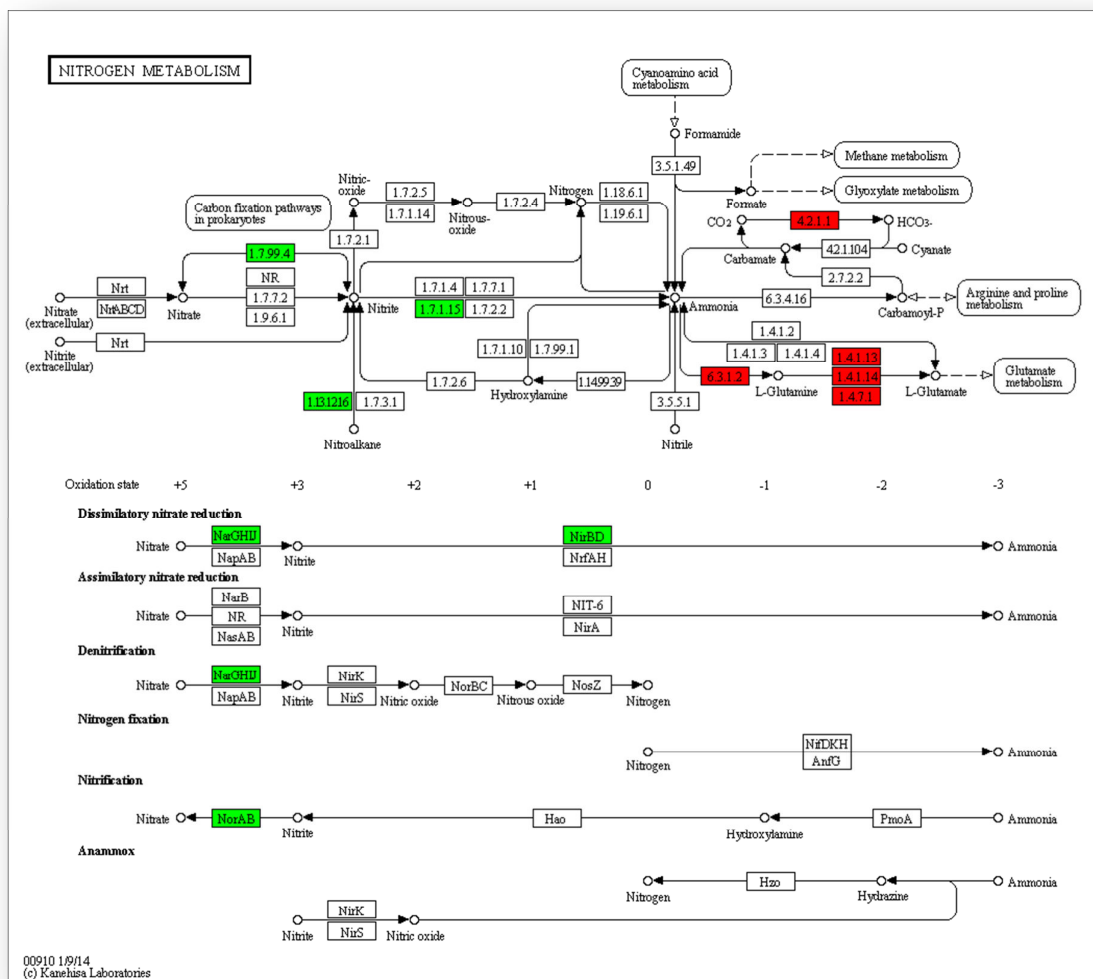 NITROGEN METABOLISM
Cyanoamino acid
metabolism
Formamide
3.5.1.49
Methane metabolism
Glyoxylate metabolism
Formate
Nitric-
oxide
1.7.2.5
1.7.1.14
Nitrous-
oxide
1.7.2.4
Nitrogen
1.18.6.1
1.19.6.1
Carbon fixation pathways
in prokaryotes
1.7.2.1
CO2
4.2.1.1
HCO3-
Carbamate
4.2.1.104
Cyanate
2.7.2.2
1.7.99.4
Nrt
NrtABCD
Nitrate
(extracellular)
Nitrate
NR
1.7.7.2
1.9.6.1
Nitrite
1.7.1.4
1.7.7.1
1.7.1.15
1.7.2.2
Ammonia
6.3.4.16
Carbamoyl-P
Arginine and proline
metabolism
Nrt
Nitrite
(extracellular)
1.7.1.10
1.7.99.1
1.4.1.2
1.4.1.3
1.4.1.4
1.4.1.13
1.4.1.14
1.4.7.1
1.7.2.6
Hydroxylamine
1.14.99.39
6.3.1.2
L-Glutamine
L-Glutamate
Glutamate
metabolism
1.13.1216
1.7.3.1
3.5.5.1
Nitroalkane
Nitrile
Oxidation state +5 +3 +2 +1 0 -1 -2 -3
Dissimilatory nitrate reduction
Nitrate
NarGHIJ
NapAB
Nitrite
NirBD
NrfAH
Ammonia
Assimilatory nitrate reduction
Nitrate
NarB
NR
NasAB
Nitrite
NIT-6
NirA
Ammonia
Denitrification
Nitrate
NarGHIJ
NapAB
Nitrite
NirK
NirS
Nitric oxide
NorBC
Nitrous oxide
NosZ
Nitrogen
Nitrogen fixation
Nitrogen
NifDKH
AnfG
Ammonia
Nitrification
Nitrate
NorAB
Nitrite
Hao
Hydroxylamine
PmoA
Ammonia
Anammox
Nitrogen
Hzo
Hydrazine
Ammonia
Nitrite
NirK
NirS
Nitric oxide
00910 1/9/14
(c) Kanehisa Laboratories